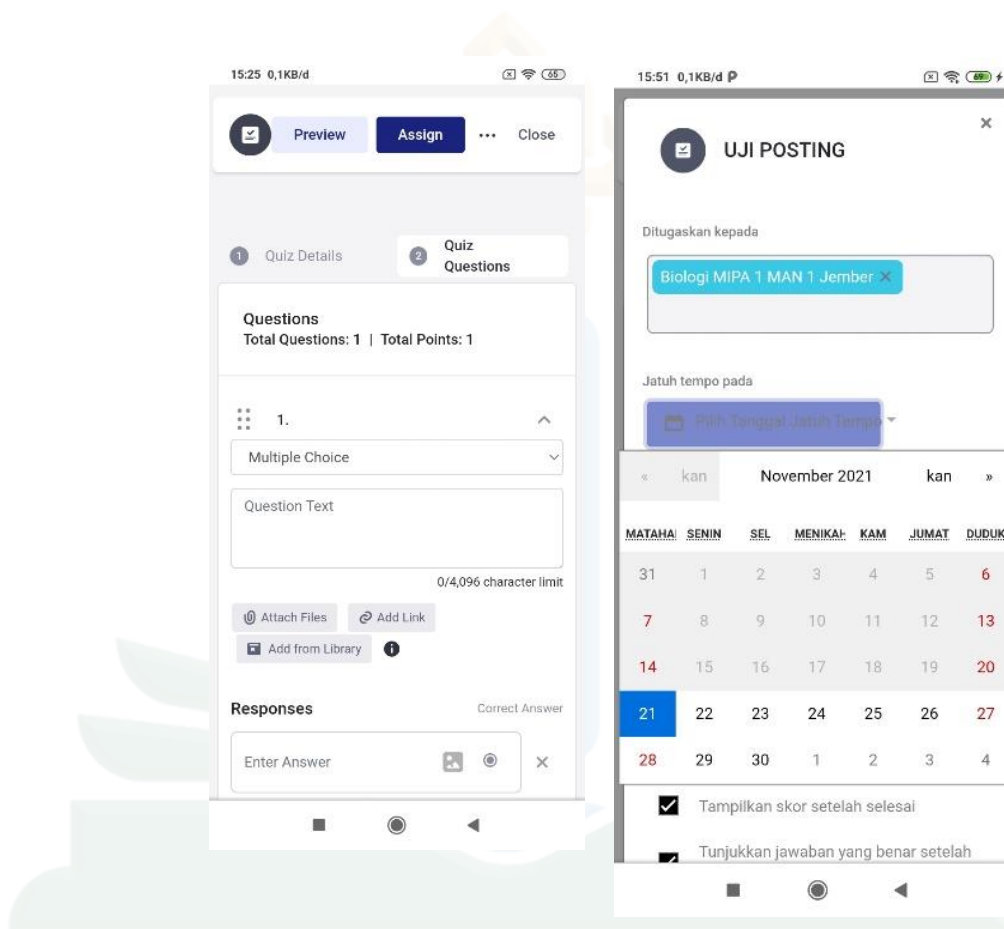 15:25 0,1KB/d 65
Preview Assign ... Close
1 Quiz Details 2 Quiz Questions
Questions
Total Questions: 1 | Total Points: 1
1.
Multiple Choice
Question Text
0/4,096 character limit
Attach Files Add Link
Add from Library
Responses Correct Answer
Enter Answer
15:51 0,1KB/d P 69
UJI POSTING
Ditugaskan kepada
Biologi MIPA 1 MAN 1 Jember ×
Jatuh tempo pada
Pilih Tanggal Jatuh Tempo
« kan November 2021 kan »
MATAHA SENIN SEL MENIKAH KAM JUMAT DUDUK
31 1 2 3 4 5 6
7 8 9 10 11 12 13
14 15 16 17 18 19 20
21 22 23 24 25 26 27
28 29 30 1 2 3 4
Tampilkan skor setelah selesai
Tunjukkan jawaban yang benar setelah